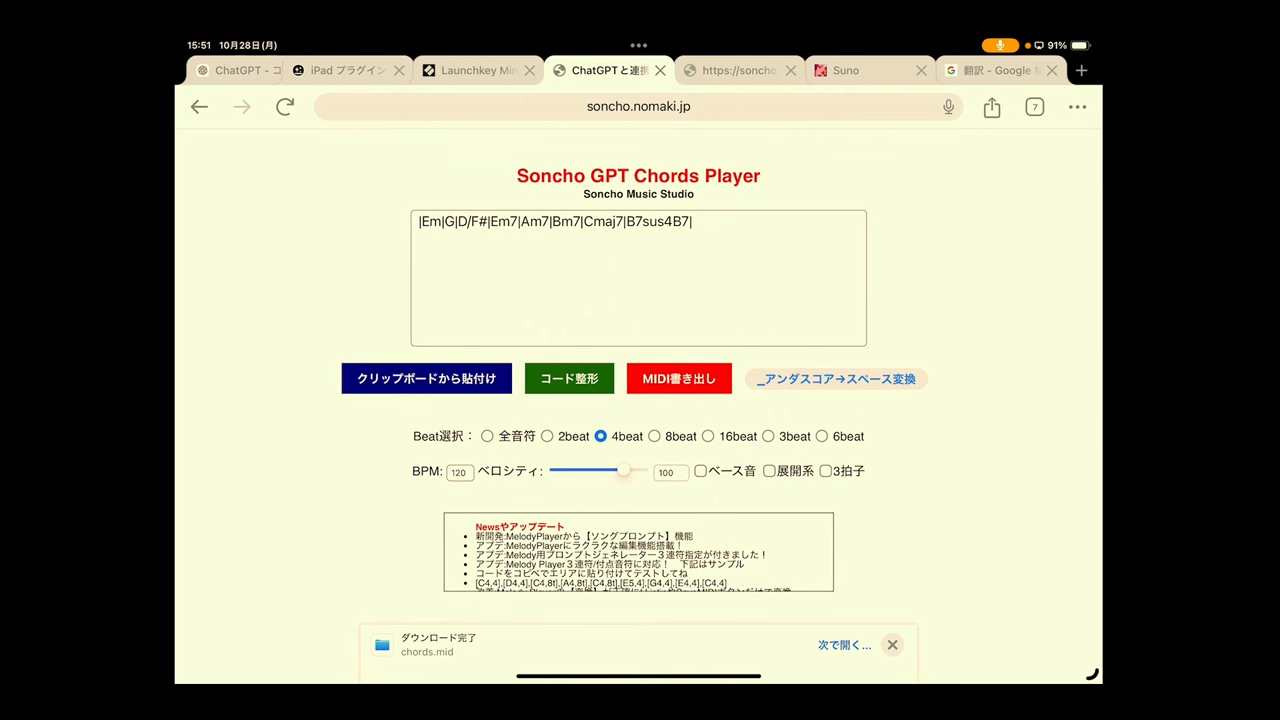 15:51 10月28日(月)
91%
ChatGPT - コ
iPad プラグイン
Launchkey Min
ChatGPTと連携
https://soncho
Suno
翻訳 - Google
soncho.nomaki.jp
7
Soncho GPT Chords Player
Soncho Music Studio
|Em|G|D/F#|Em7|Am7|Bm7|Cmaj7|B7sus4B7|
クリップボードから貼付け
コード整形
MIDI書き出し
_アンダスコア→スペース変換
Beat選択： 全音符 2beat 4beat 8beat 16beat 3beat 6beat
BPM: 120 ベロシティ: 100 ベース音 展開系 3拍子
Newsやアップデート
新開発:MelodyPlayerから【ソングプロンプト】機能
アプデ:MelodyPlayerにラクラクな編集機能搭載！
アプデ:Melody用プロンプトジェネレーター３連符指定が付きました！
アプデ:Melody Player３連符/付点音符に対応！ 下記はサンプル
コードをコピペでエリアに貼り付けてテストしてね
[C4,4],[D4,4],[C4,8t],[A4,8t],[C4,8t],[E5,4],[G4,4],[E4,4],[C4,4]
ダウンロード完了
chords.mid
次で開く...